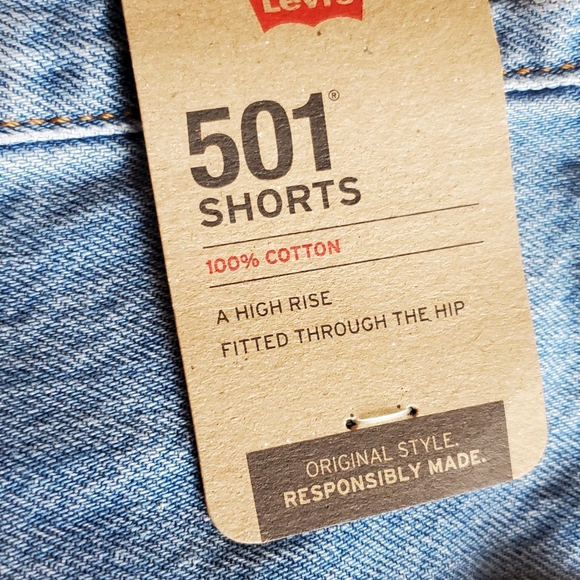 Levi's
501®
SHORTS
100% COTTON
A HIGH RISE
FITTED THROUGH THE HIP
ORIGINAL STYLE.
RESPONSIBLY MADE.